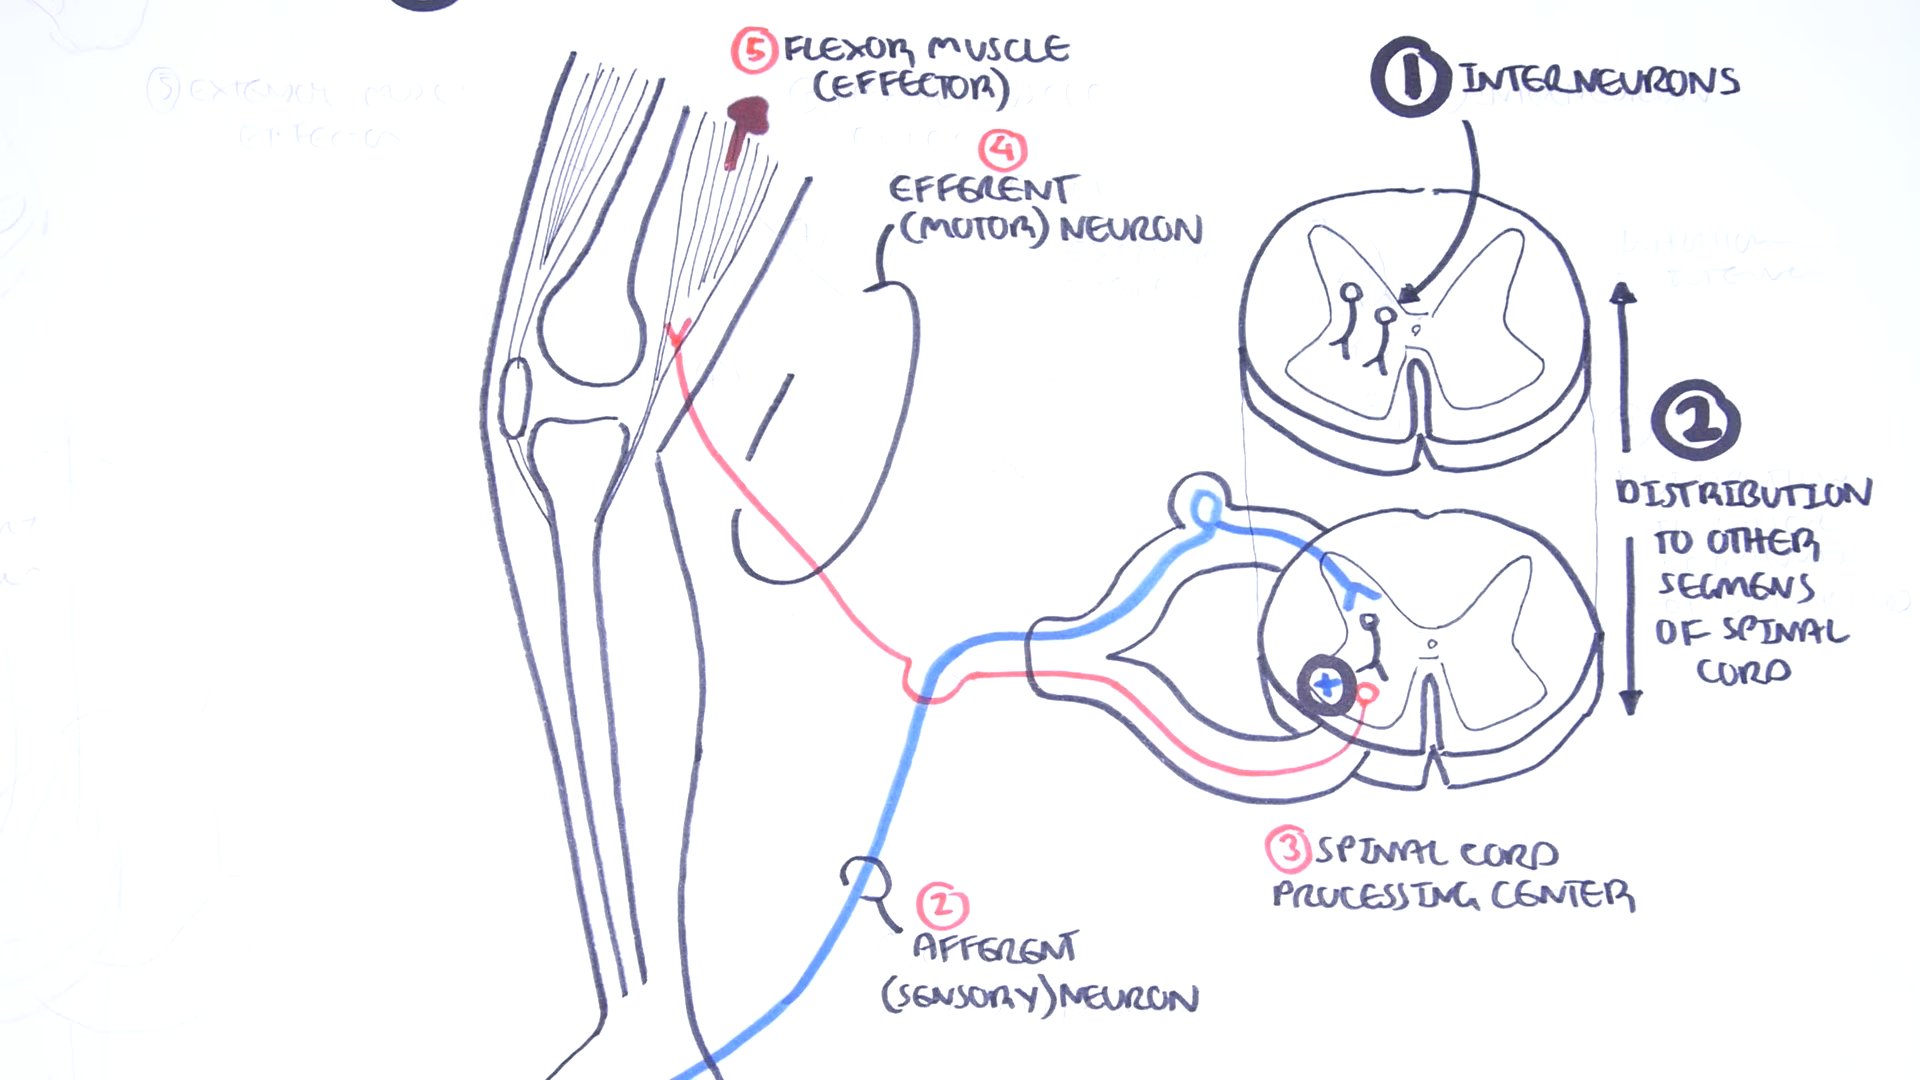 5 FLEXOR MUSCLE
(EFFECTOR)
4
EFFERENT
(MOTOR) NEURON
1 INTERNEURONS
2
DISTRIBUTION
TO OTHER
SEGMENS
OF SPINAL
CORD
+
3 SPINAL CORD
PROCESSING CENTER
2
AFFERENT
(SENSORY) NEURON